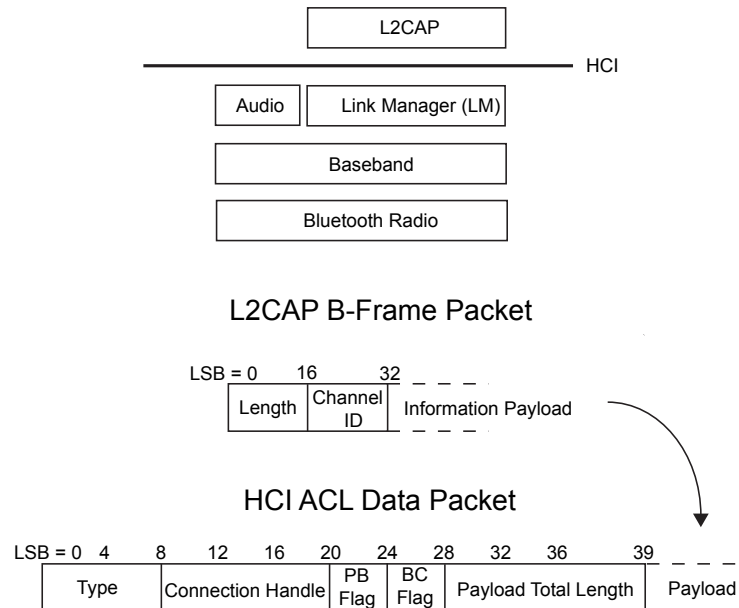 L2CAP
HCI
Audio
Link Manager (LM)
Baseband
Bluetooth Radio
L2CAP B-Frame Packet
LSB = 0 16 32
Length
Channel
ID
Information Payload
HCI ACL Data Packet
LSB = 0 4 8 12 16 20 24 28 32 36 39
Type
Connection Handle
PB
Flag
BC
Flag
Payload Total Length
Payload